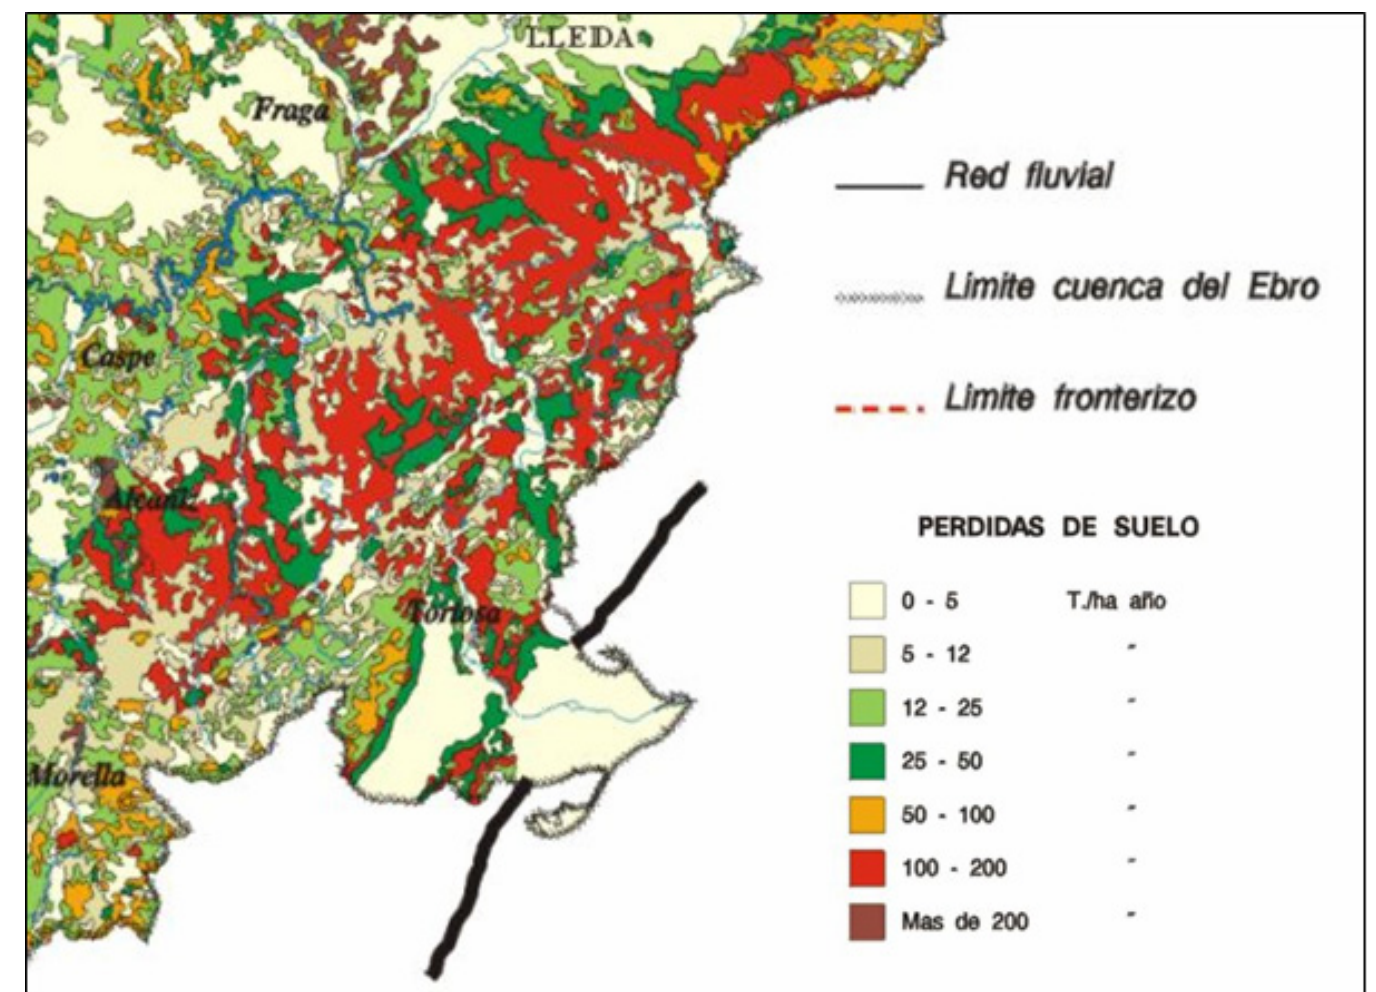 LLEIDA
Fraga
Caspe
Alcañiz
Tortosa
Morella
Red fluvial
Limite cuenca del Ebro
Limite fronterizo
PERDIDAS DE SUELO
0 - 5 T./ha año
5 - 12 "
12 - 25 "
25 - 50 "
50 - 100 "
100 - 200 "
Mas de 200 "